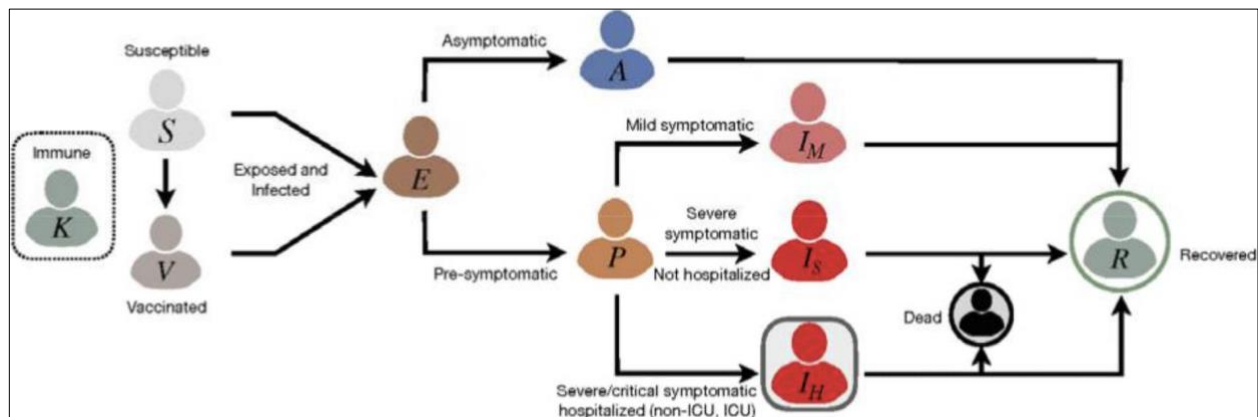 Susceptible
S
Immune
K
V
Vaccinated
Exposed and
Infected
E
Asymptomatic
A
Pre-symptomatic
P
Mild symptomatic
I_M
Severe
symptomatic
Not hospitalized
I_S
Severe/critical symptomatic
hospitalized (non-ICU, ICU)
I_H
Dead
R
Recovered